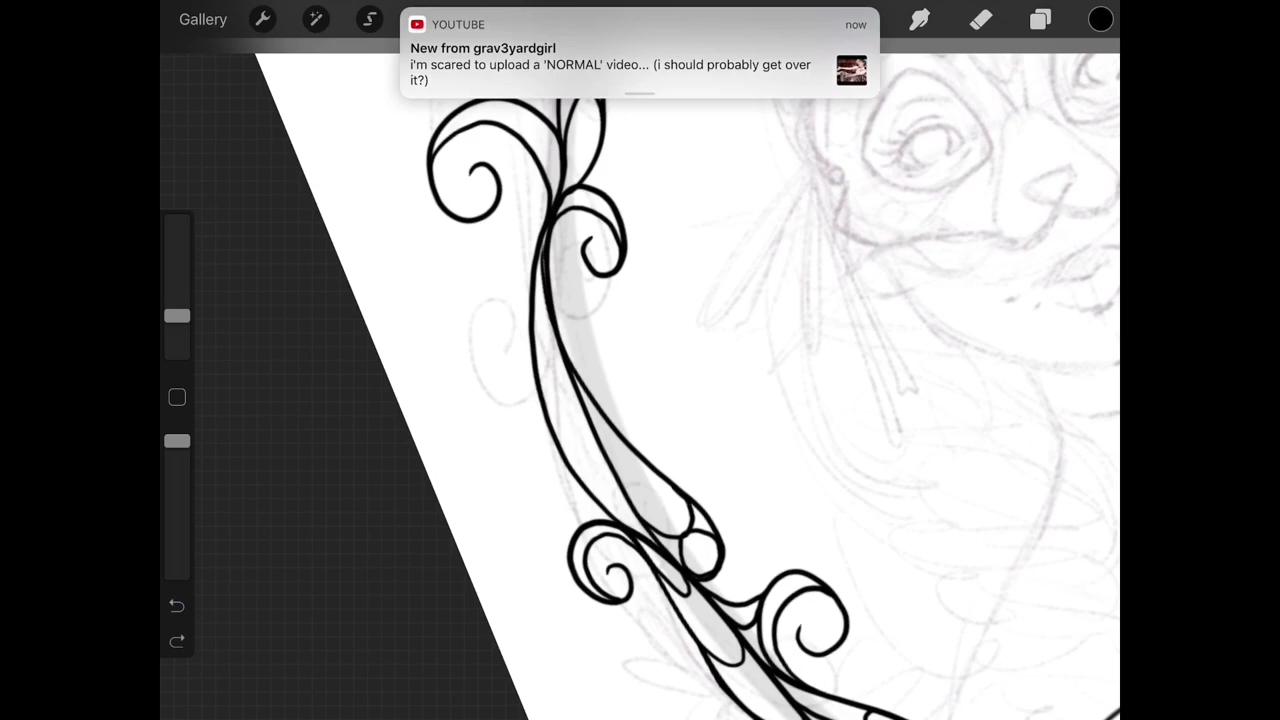 Gallery
YOUTUBE
now
New from grav3yardgirl
i'm scared to upload a 'NORMAL' video... (i should probably get over
it?)